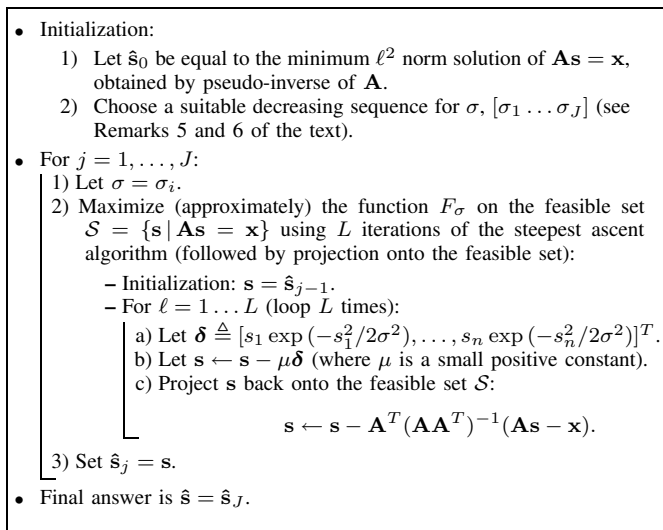 • Initialization:
1) Let ŝ₀ be equal to the minimum ℓ² norm solution of As = x,
obtained by pseudo-inverse of A.
2) Choose a suitable decreasing sequence for σ, [σ₁ … σ_J] (see
Remarks 5 and 6 of the text).
• For j = 1, … , J:
1) Let σ = σᵢ.
2) Maximize (approximately) the function F_σ on the feasible set
𝒮 = {s | As = x} using L iterations of the steepest ascent
algorithm (followed by projection onto the feasible set):
– Initialization: s = ŝ_{j−1}.
– For ℓ = 1 … L (loop L times):
a) Let δ ≜ [s₁ exp (−s₁²/2σ²), … , sₙ exp (−sₙ²/2σ²)]ᵀ.
b) Let s ← s − μδ (where μ is a small positive constant).
c) Project s back onto the feasible set 𝒮:
s ← s − Aᵀ(AAᵀ)⁻¹(As − x).
3) Set ŝⱼ = s.
• Final answer is ŝ = ŝ_J.